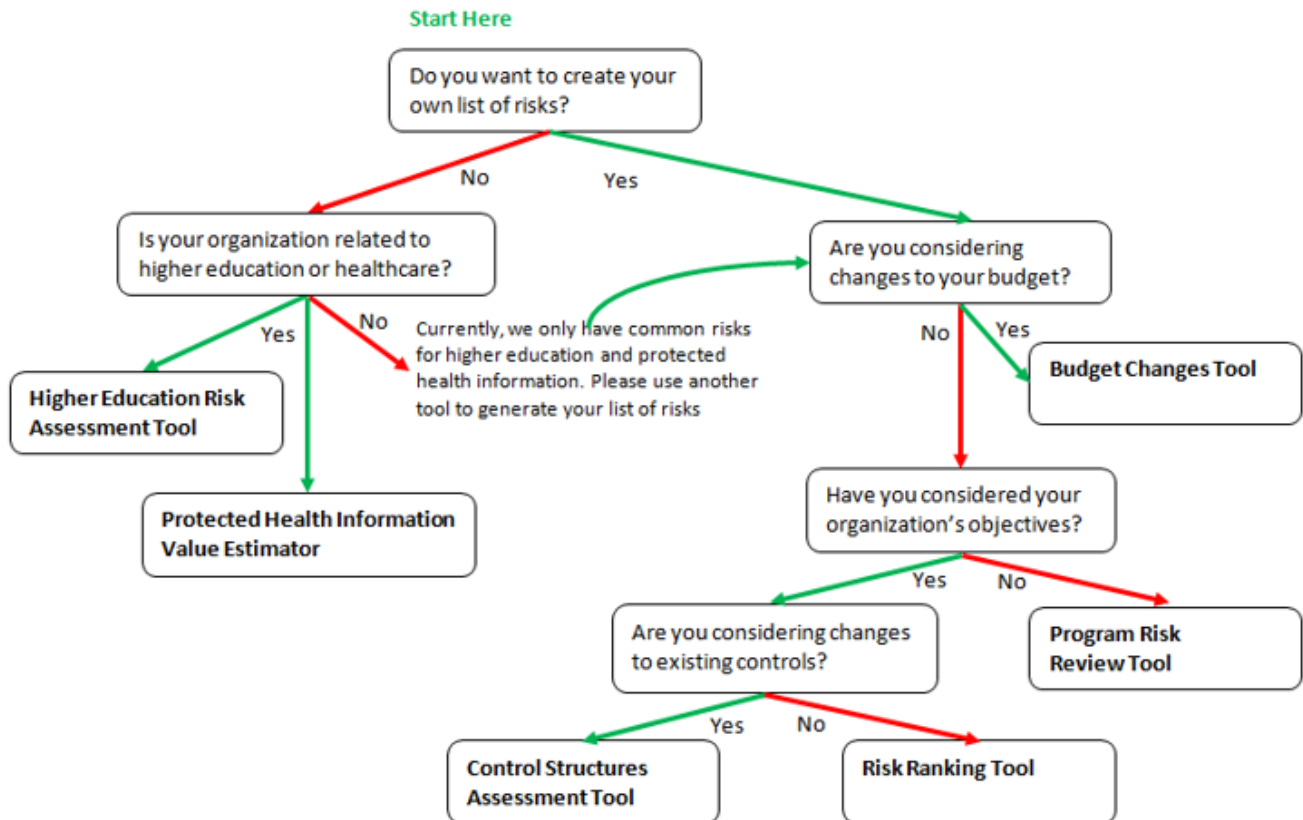 Start Here
Do you want to create your
own list of risks?
No
Yes
Is your organization related to
higher education or healthcare?
Are you considering
changes to your budget?
Yes
No
Currently, we only have common risks
for higher education and protected
health information. Please use another
tool to generate your list of risks
No
Yes
Higher Education Risk
Assessment Tool
Budget Changes Tool
Protected Health Information
Value Estimator
Have you considered your
organization's objectives?
Yes
No
Are you considering changes
to existing controls?
Program Risk
Review Tool
Yes
No
Control Structures
Assessment Tool
Risk Ranking Tool